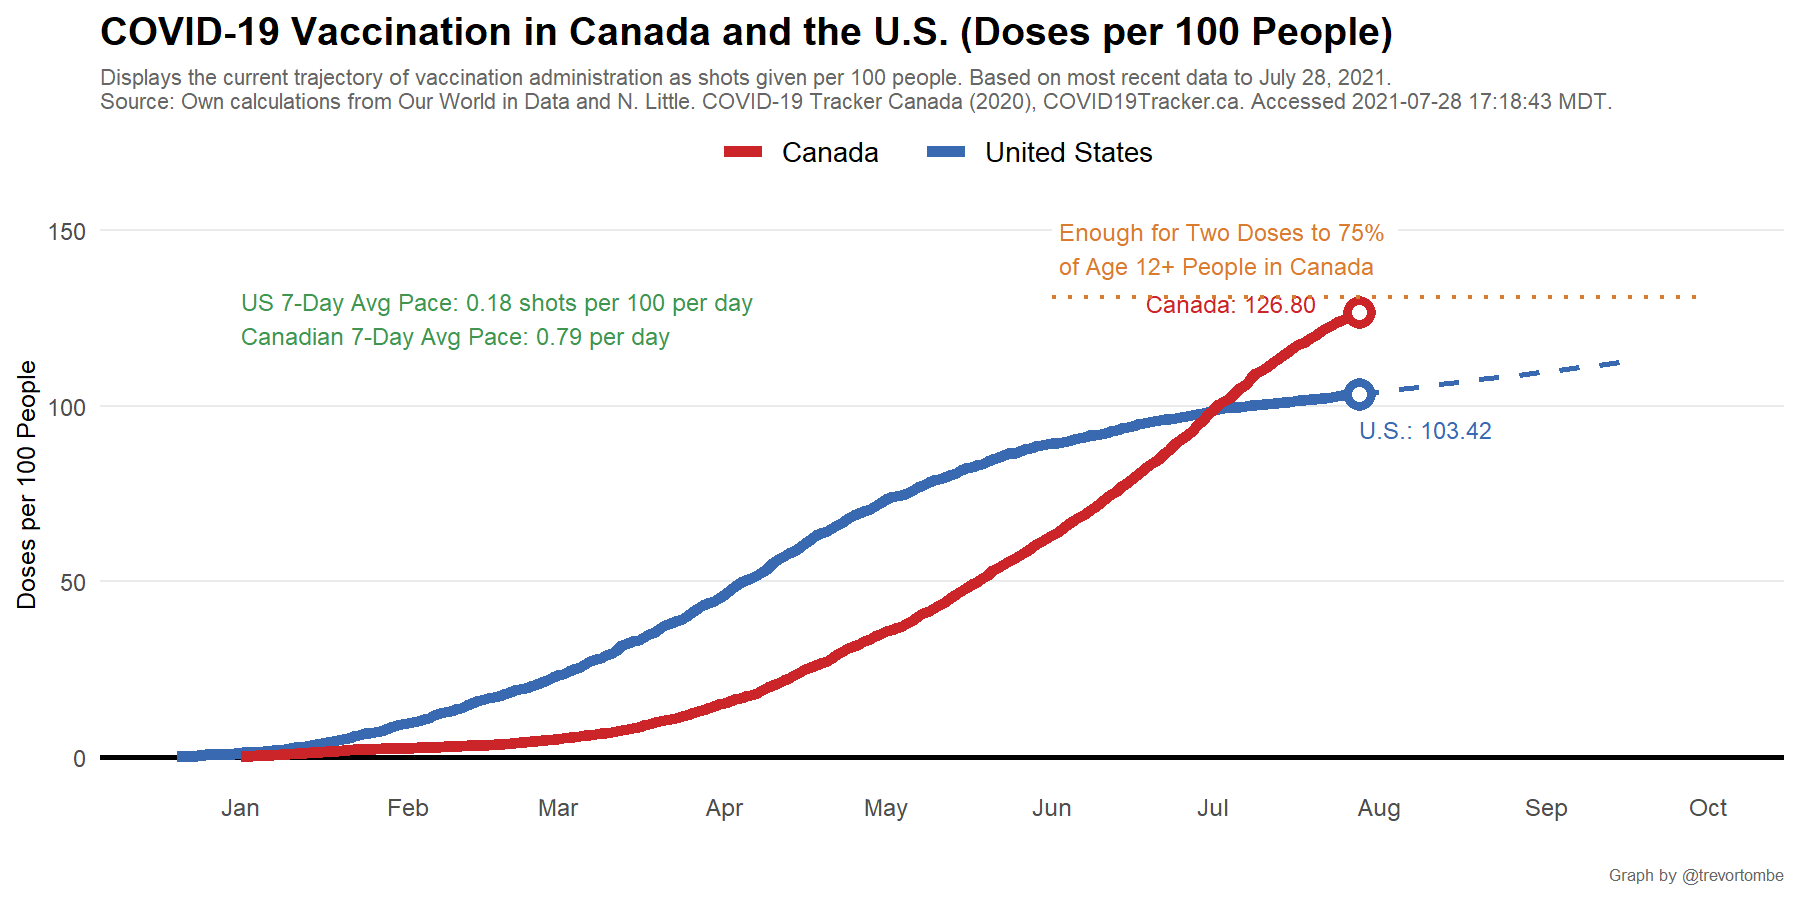 COVID-19 Vaccination in Canada and the U.S. (Doses per 100 People)
Displays the current trajectory of vaccination administration as shots given per 100 people. Based on most recent data to July 28, 2021.
Source: Own calculations from Our World in Data and N. Little. COVID-19 Tracker Canada (2020), COVID19Tracker.ca. Accessed 2021-07-28 17:18:43 MDT.
Canada
United States
150
Enough for Two Doses to 75%
of Age 12+ People in Canada
US 7-Day Avg Pace: 0.18 shots per 100 per day
Canada: 126.80
Canadian 7-Day Avg Pace: 0.79 per day
100
U.S.: 103.42
Doses per 100 People
50
0
Jan Feb Mar Apr May Jun Jul Aug Sep Oct
Graph by @trevortombe